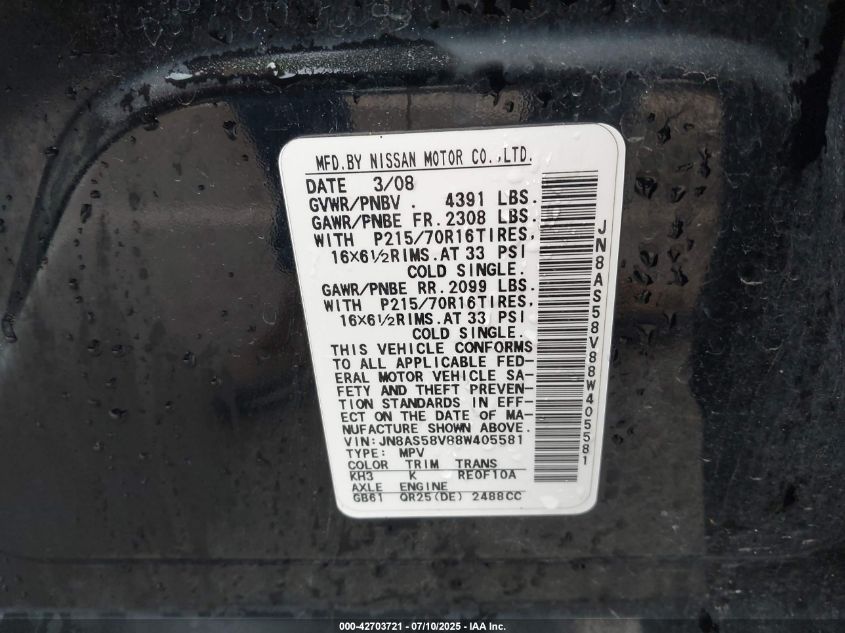 MFD.BY NISSAN MOTOR CO.,LTD.
DATE 3/08
GVWR/PNBV . 4391 LBS.
GAWR/PNBE FR. 2308 LBS.
WITH P215/70R16TIRES,
16X6½RIMS.AT 33 PSI
COLD SINGLE.
GAWR/PNBE RR. 2099 LBS.
WITH P215/70R16TIRES,
16X6½RIMS.AT 33 PSI
COLD SINGLE.
THIS VEHICLE CONFORMS
TO ALL APPLICABLE FED-
ERAL MOTOR VEHICLE SA-
FETY AND THEFT PREVEN-
TION STANDARDS IN EFF-
ECT ON THE DATE OF MA-
NUFACTURE SHOWN ABOVE.
VIN:JN8AS58V88W405581
TYPE: MPV
COLOR TRIM TRANS
KH3 K RE0F10A
AXLE ENGINE
GB61 QR25(DE) 2488CC
JN8AS58V88W405581
000-42703721 - 07/10/2025 - IAA Inc.